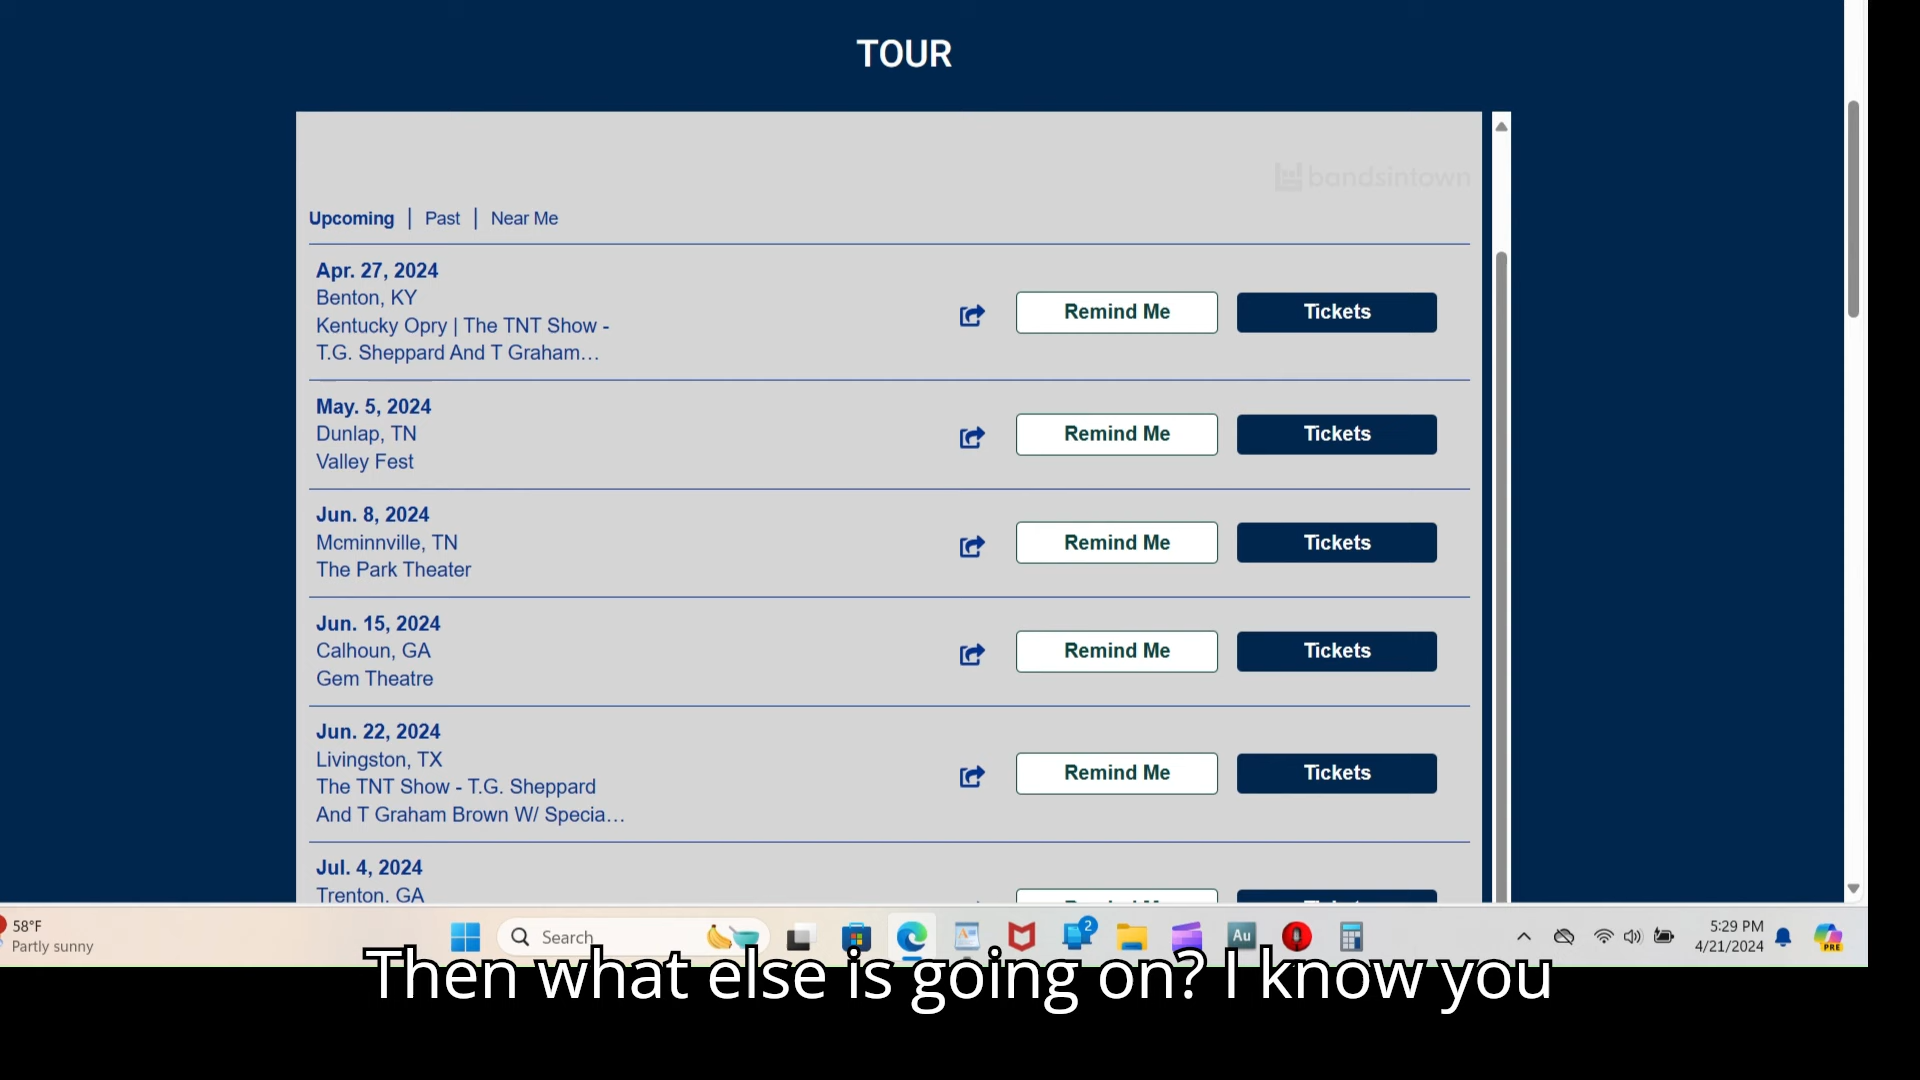 TOUR
bandsintown
Upcoming | Past | Near Me
Apr. 27, 2024
Benton, KY
Kentucky Opry | The TNT Show -
T.G. Sheppard And T Graham…
Remind Me
Tickets
May. 5, 2024
Dunlap, TN
Valley Fest
Remind Me
Tickets
Jun. 8, 2024
Mcminnville, TN
The Park Theater
Remind Me
Tickets
Jun. 15, 2024
Calhoun, GA
Gem Theatre
Remind Me
Tickets
Jun. 22, 2024
Livingston, TX
The TNT Show - T.G. Sheppard
And T Graham Brown W/ Specia…
Remind Me
Tickets
Jul. 4, 2024
Trenton, GA
58°F
Partly sunny
Search
2
Au
5:29 PM
4/21/2024
PRE
Then what else is going on? I know you